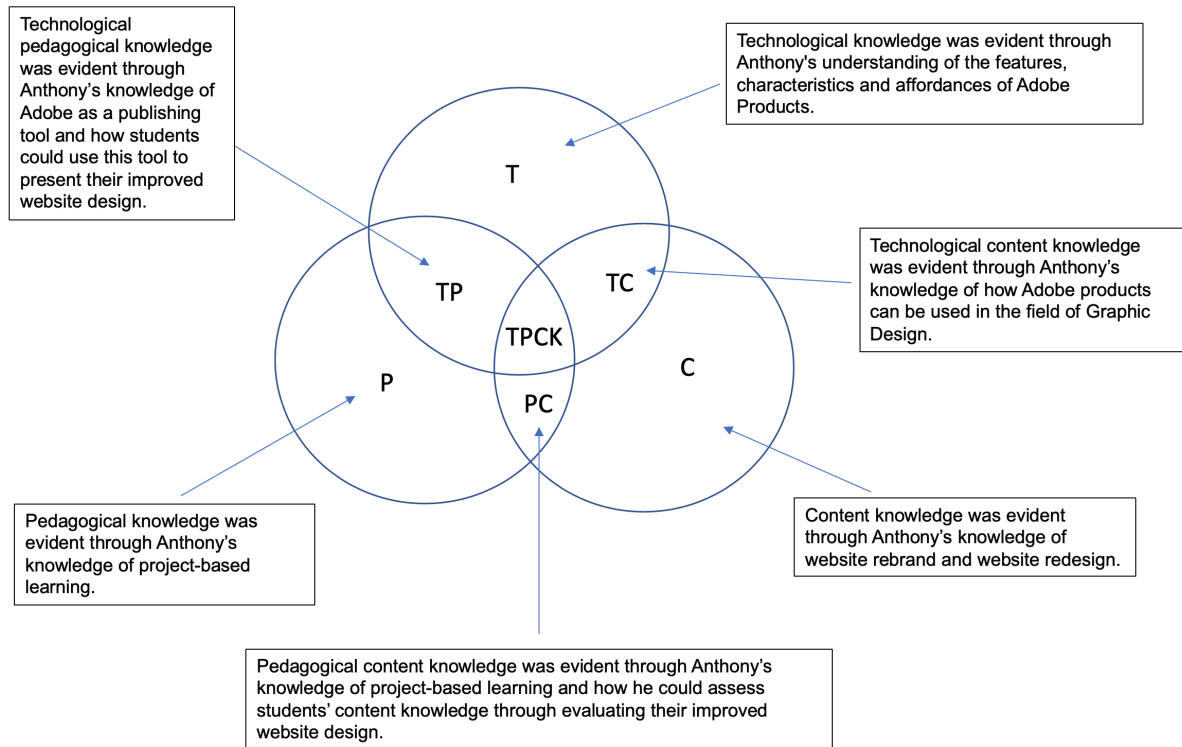 Technological
pedagogical knowledge
was evident through
Anthony’s knowledge of
Adobe as a publishing
tool and how students
could use this tool to
present their improved
website design.
Technological knowledge was evident through
Anthony's understanding of the features,
characteristics and affordances of Adobe
Products.
T
Technological content knowledge
was evident through Anthony’s
knowledge of how Adobe products
can be used in the field of Graphic
Design.
TP
TC
TPCK
P
C
PC
Pedagogical knowledge was
evident through Anthony’s
knowledge of project-based
learning.
Content knowledge was evident
through Anthony’s knowledge of
website rebrand and website redesign.
Pedagogical content knowledge was evident through Anthony’s
knowledge of project-based learning and how he could assess
students’ content knowledge through evaluating their improved
website design.